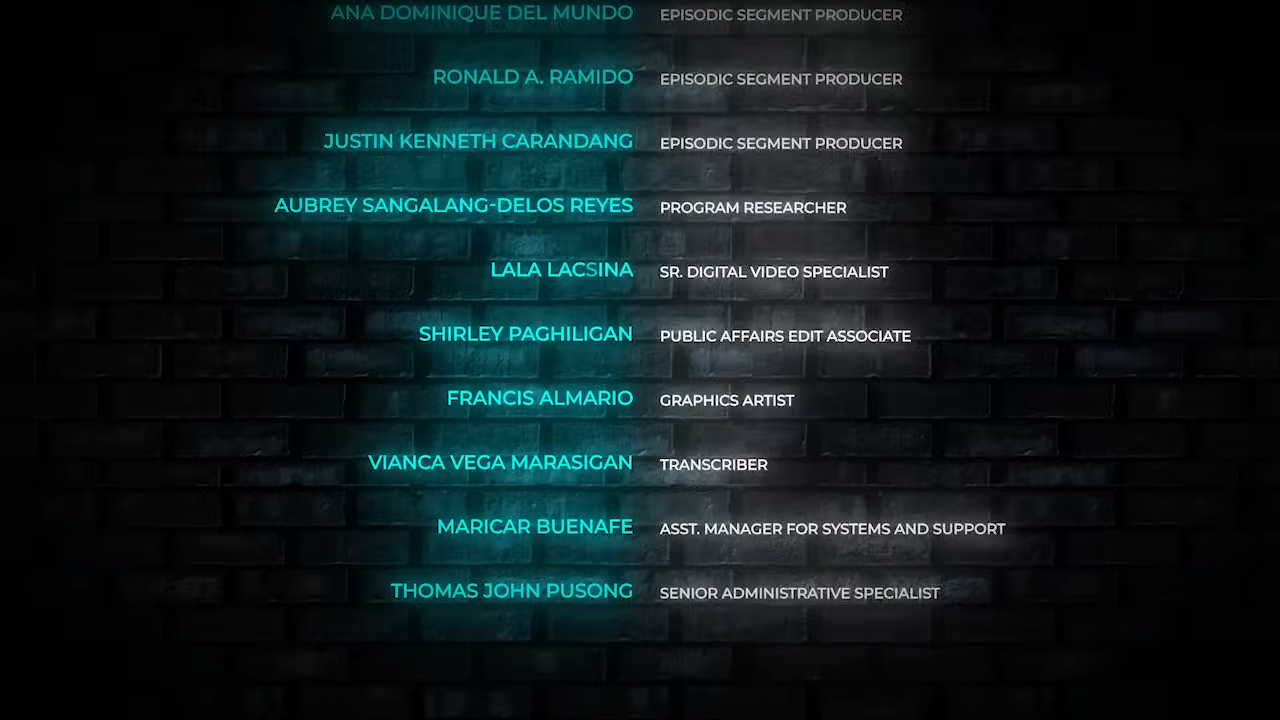 ANA DOMINIQUE DEL MUNDO EPISODIC SEGMENT PRODUCER
RONALD A. RAMIDO EPISODIC SEGMENT PRODUCER
JUSTIN KENNETH CARANDANG EPISODIC SEGMENT PRODUCER
AUBREY SANGALANG-DELOS REYES PROGRAM RESEARCHER
LALA LACSINA SR. DIGITAL VIDEO SPECIALIST
SHIRLEY PAGHILIGAN PUBLIC AFFAIRS EDIT ASSOCIATE
FRANCIS ALMARIO GRAPHICS ARTIST
VIANCA VEGA MARASIGAN TRANSCRIBER
MARICAR BUENAFE ASST. MANAGER FOR SYSTEMS AND SUPPORT
THOMAS JOHN PUSONG SENIOR ADMINISTRATIVE SPECIALIST